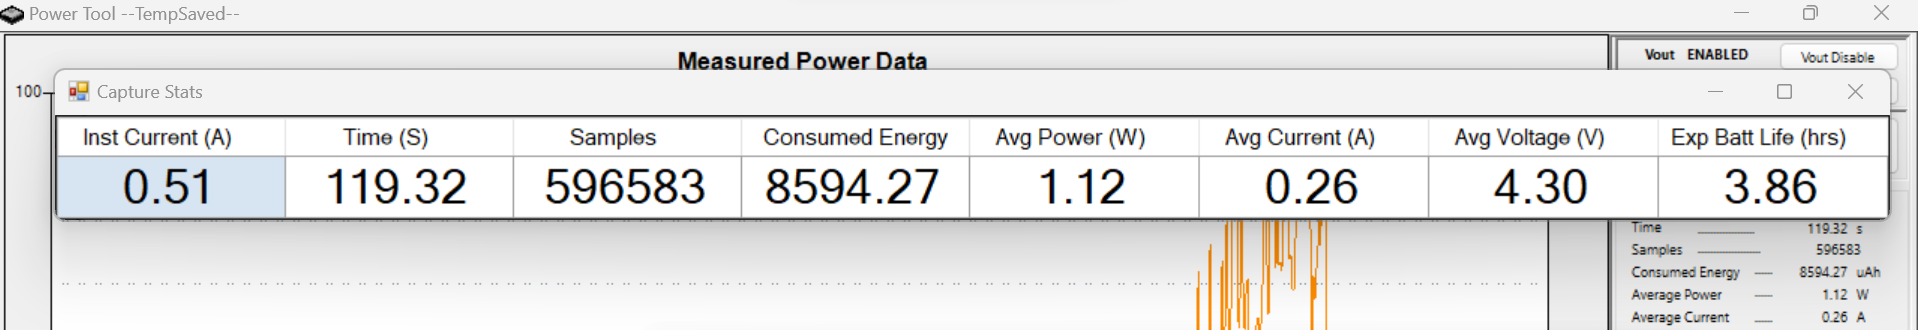 Power Tool --TempSaved--
Measured Power Data
Vout ENABLED Vout Disable
100
Capture Stats
Inst Current (A) Time (S) Samples Consumed Energy Avg Power (W) Avg Current (A) Avg Voltage (V) Exp Batt Life (hrs)
0.51 119.32 596583 8594.27 1.12 0.26 4.30 3.86
Time 119.32 s
Samples 596583
Consumed Energy 8594.27 uAh
Average Power 1.12 W
Average Current 0.26 A